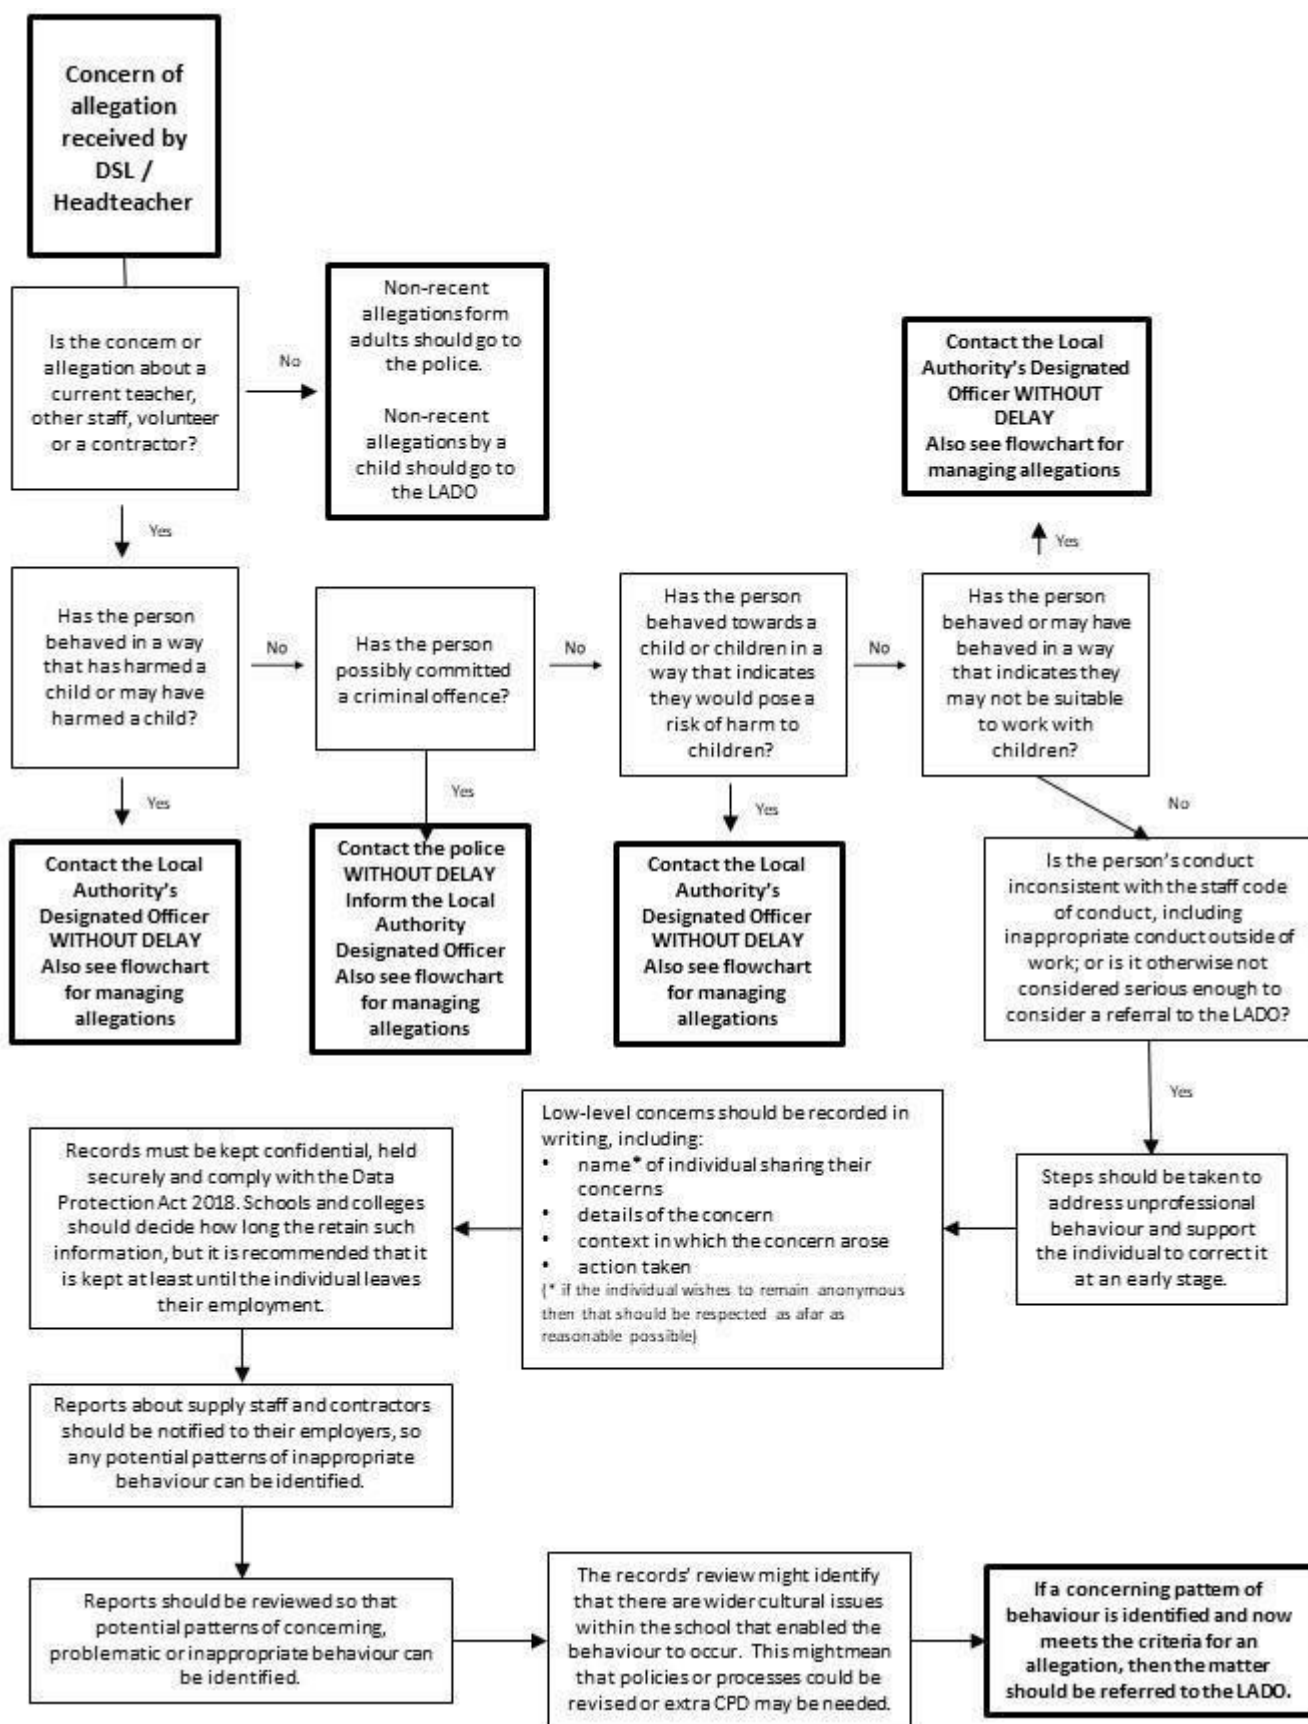 Concern of
allegation
received by
DSL /
Headteacher
Is the concern or
allegation about a
current teacher,
other staff, volunteer
or a contractor?
No
Non-recent
allegations form
adults should go to
the police.
Non-recent
allegations by a
child should go to
the LADO
Contact the Local
Authority's Designated
Officer WITHOUT
DELAY
Also see flowchart for
managing allegations
Yes
Yes
Has the person
behaved in a way
that has harmed a
child or may have
harmed a child?
No
Has the person
possibly committed
a criminal offence?
No
Has the person
behaved towards a
child or children in a
way that indicates
they would pose a
risk of harm to
children?
No
Has the person
behaved or may have
behaved in a way
that indicates they
may not be suitable
to work with
children?
Yes
Yes
Yes
No
Contact the Local
Authority's
Designated Officer
WITHOUT DELAY
Also see flowchart
for managing
allegations
Contact the police
WITHOUT DELAY
Inform the Local
Authority
Designated Officer
Also see flowchart
for managing
allegations
Contact the Local
Authority's
Designated Officer
WITHOUT DELAY
Also see flowchart
for managing
allegations
Is the person's conduct
inconsistent with the staff code
of conduct, including
inappropriate conduct outside of
work; or is it otherwise not
considered serious enough to
consider a referral to the LADO?
Yes
Steps should be taken to
address unprofessional
behaviour and support
the individual to correct it
at an early stage.
Low-level concerns should be recorded in
writing, including:
• name* of individual sharing their
concerns
• details of the concern
• context in which the concern arose
• action taken
(* if the individual wishes to remain anonymous
then that should be respected as afar as
reasonable possible)
Records must be kept confidential, held
securely and comply with the Data
Protection Act 2018. Schools and colleges
should decide how long the retain such
information, but it is recommended that it
is kept at least until the individual leaves
their employment.
Reports about supply staff and contractors
should be notified to their employers, so
any potential patterns of inappropriate
behaviour can be identified.
Reports should be reviewed so that
potential patterns of concerning,
problematic or inappropriate behaviour can
be identified.
The records' review might identify
that there are wider cultural issues
within the school that enabled the
behaviour to occur. This might mean
that policies or processes could be
revised or extra CPD may be needed.
If a concerning pattern of
behaviour is identified and now
meets the criteria for an
allegation, then the matter
should be referred to the LADO.